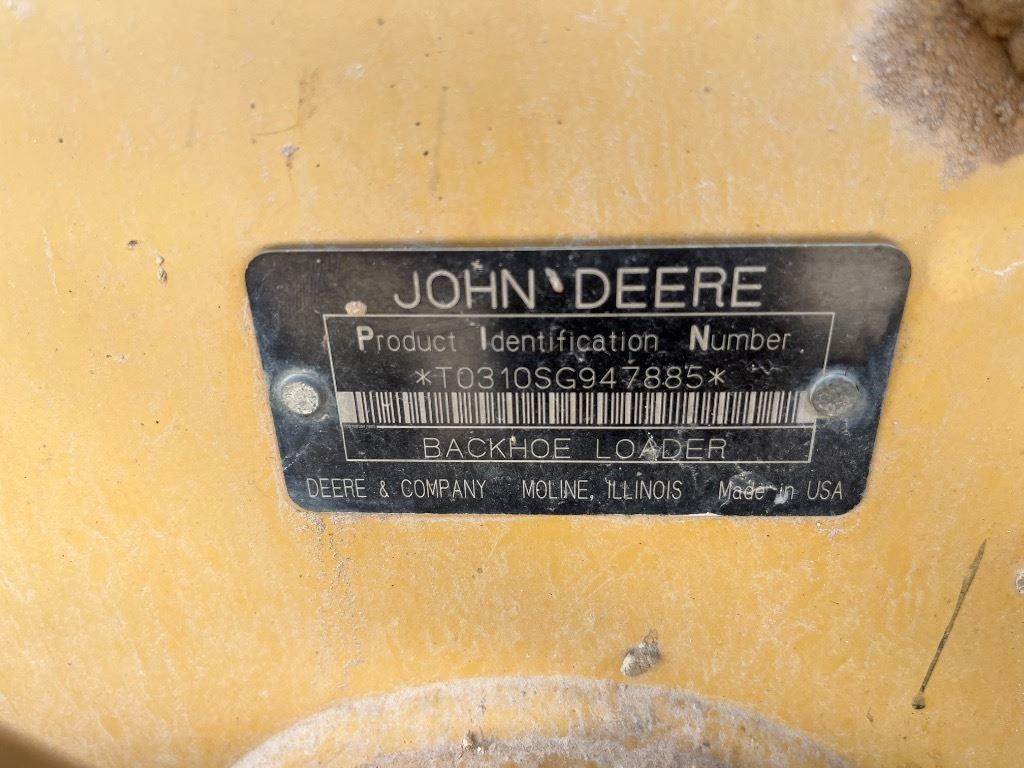 JOHN DEERE
Product Identification Number
*T0310SG947885*
BACKHOE LOADER
DEERE & COMPANY MOLINE, ILLINOIS Made in USA